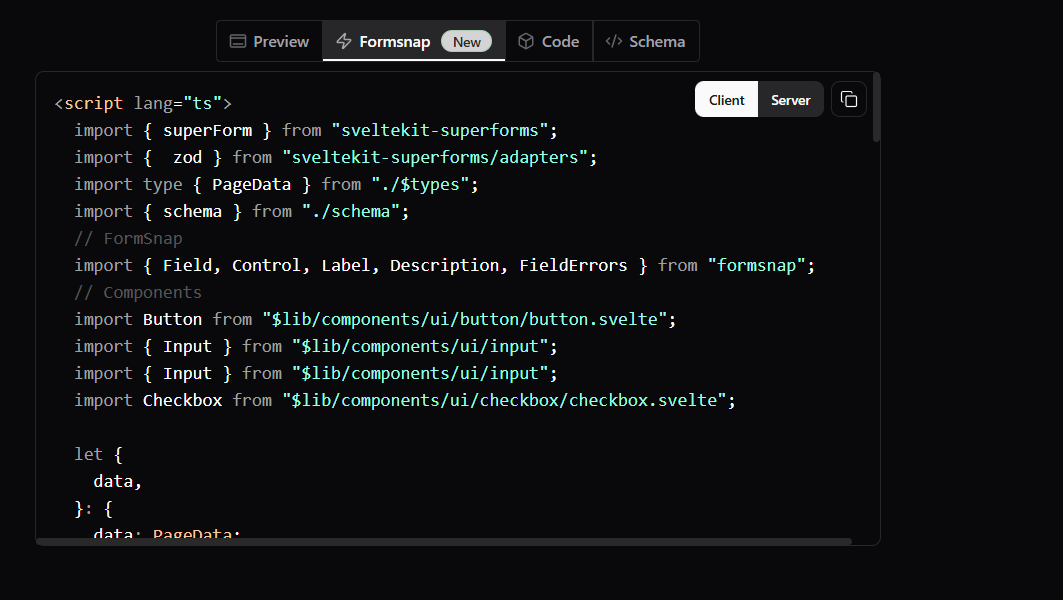 Preview Formsnap New Code Schema
Client Server
<script lang="ts">
import { superForm } from "sveltekit-superforms";
import {  zod } from "sveltekit-superforms/adapters";
import type { PageData } from "./$types";
import { schema } from "./schema";
// FormSnap
import { Field, Control, Label, Description, FieldErrors } from "formsnap";
// Components
import Button from "$lib/components/ui/button/button.svelte";
import { Input } from "$lib/components/ui/input";
import { Input } from "$lib/components/ui/input";
import Checkbox from "$lib/components/ui/checkbox/checkbox.svelte";
let {
data,
}: {
data: PageData;